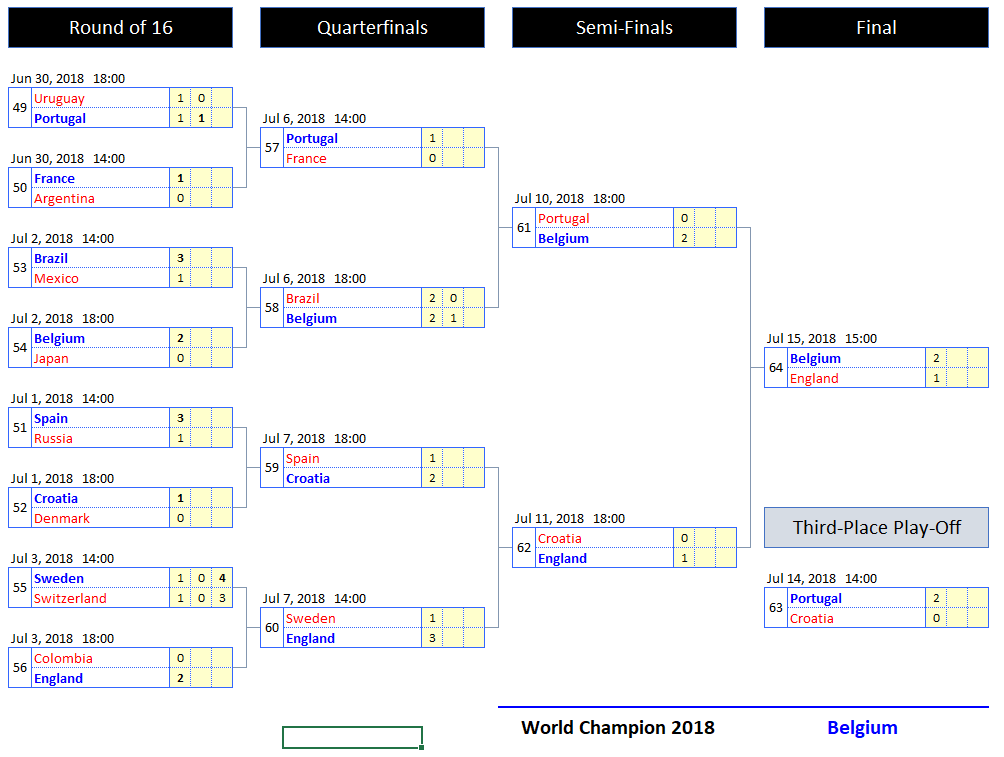 Round of 16
Jun 30, 2018 18:00
49
Uruguay 1 0
Portugal 1 1
Jun 30, 2018 14:00
50
France 1
Argentina 0
Jul 2, 2018 14:00
53
Brazil 3
Mexico 1
Jul 2, 2018 18:00
54
Belgium 2
Japan 0
Jul 1, 2018 14:00
51
Spain 3
Russia 1
Jul 1, 2018 18:00
52
Croatia 1
Denmark 0
Jul 3, 2018 14:00
55
Sweden 1 0 4
Switzerland 1 0 3
Jul 3, 2018 18:00
56
Colombia 0
England 2
Quarterfinals
Jul 6, 2018 14:00
57
Portugal 1
France 0
Jul 6, 2018 18:00
58
Brazil 2 0
Belgium 2 1
Jul 7, 2018 18:00
59
Spain 1
Croatia 2
Jul 7, 2018 14:00
60
Sweden 1
England 3
Semi-Finals
Jul 10, 2018 18:00
61
Portugal 0
Belgium 2
Jul 11, 2018 18:00
62
Croatia 0
England 1
Final
Jul 15, 2018 15:00
64
Belgium 2
England 1
Third-Place Play-Off
Jul 14, 2018 14:00
63
Portugal 2
Croatia 0
World Champion 2018 Belgium